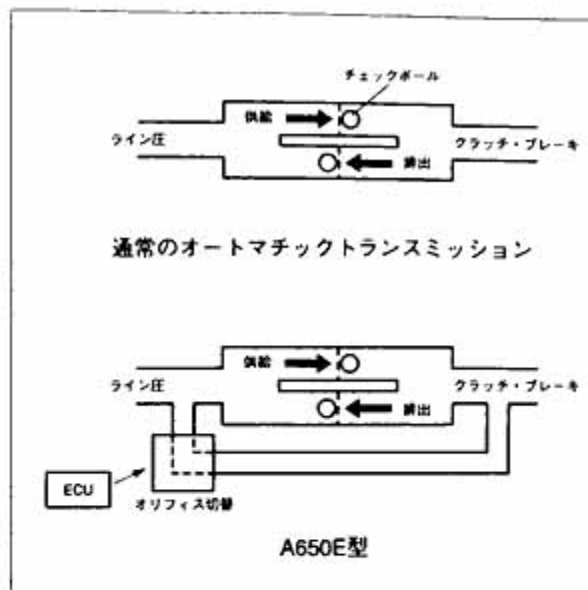 チェックボール
供給
ライン圧
クラッチ・ブレーキ
排出
通常のオートマチックトランスミッション
供給
ライン圧
クラッチ・ブレーキ
排出
ECU
オリフィス切替
A650E型